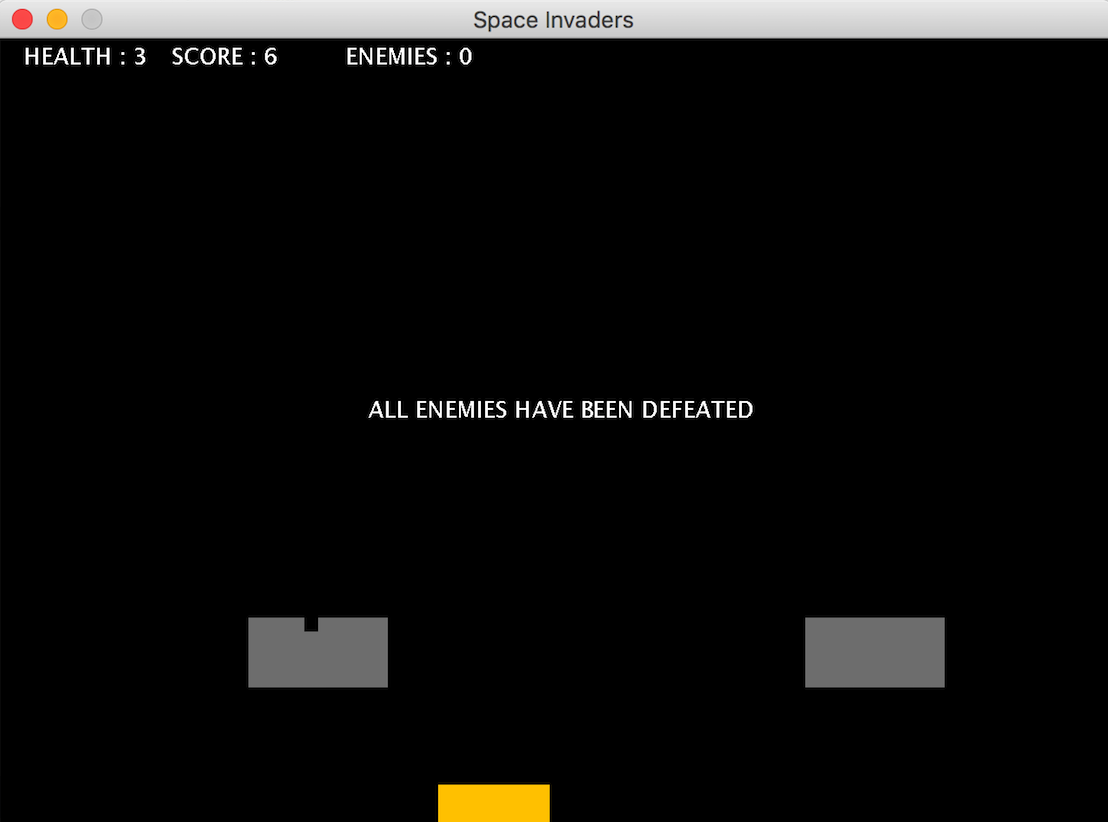 Space Invaders
HEALTH : 3 SCORE : 6 ENEMIES : 0
ALL ENEMIES HAVE BEEN DEFEATED